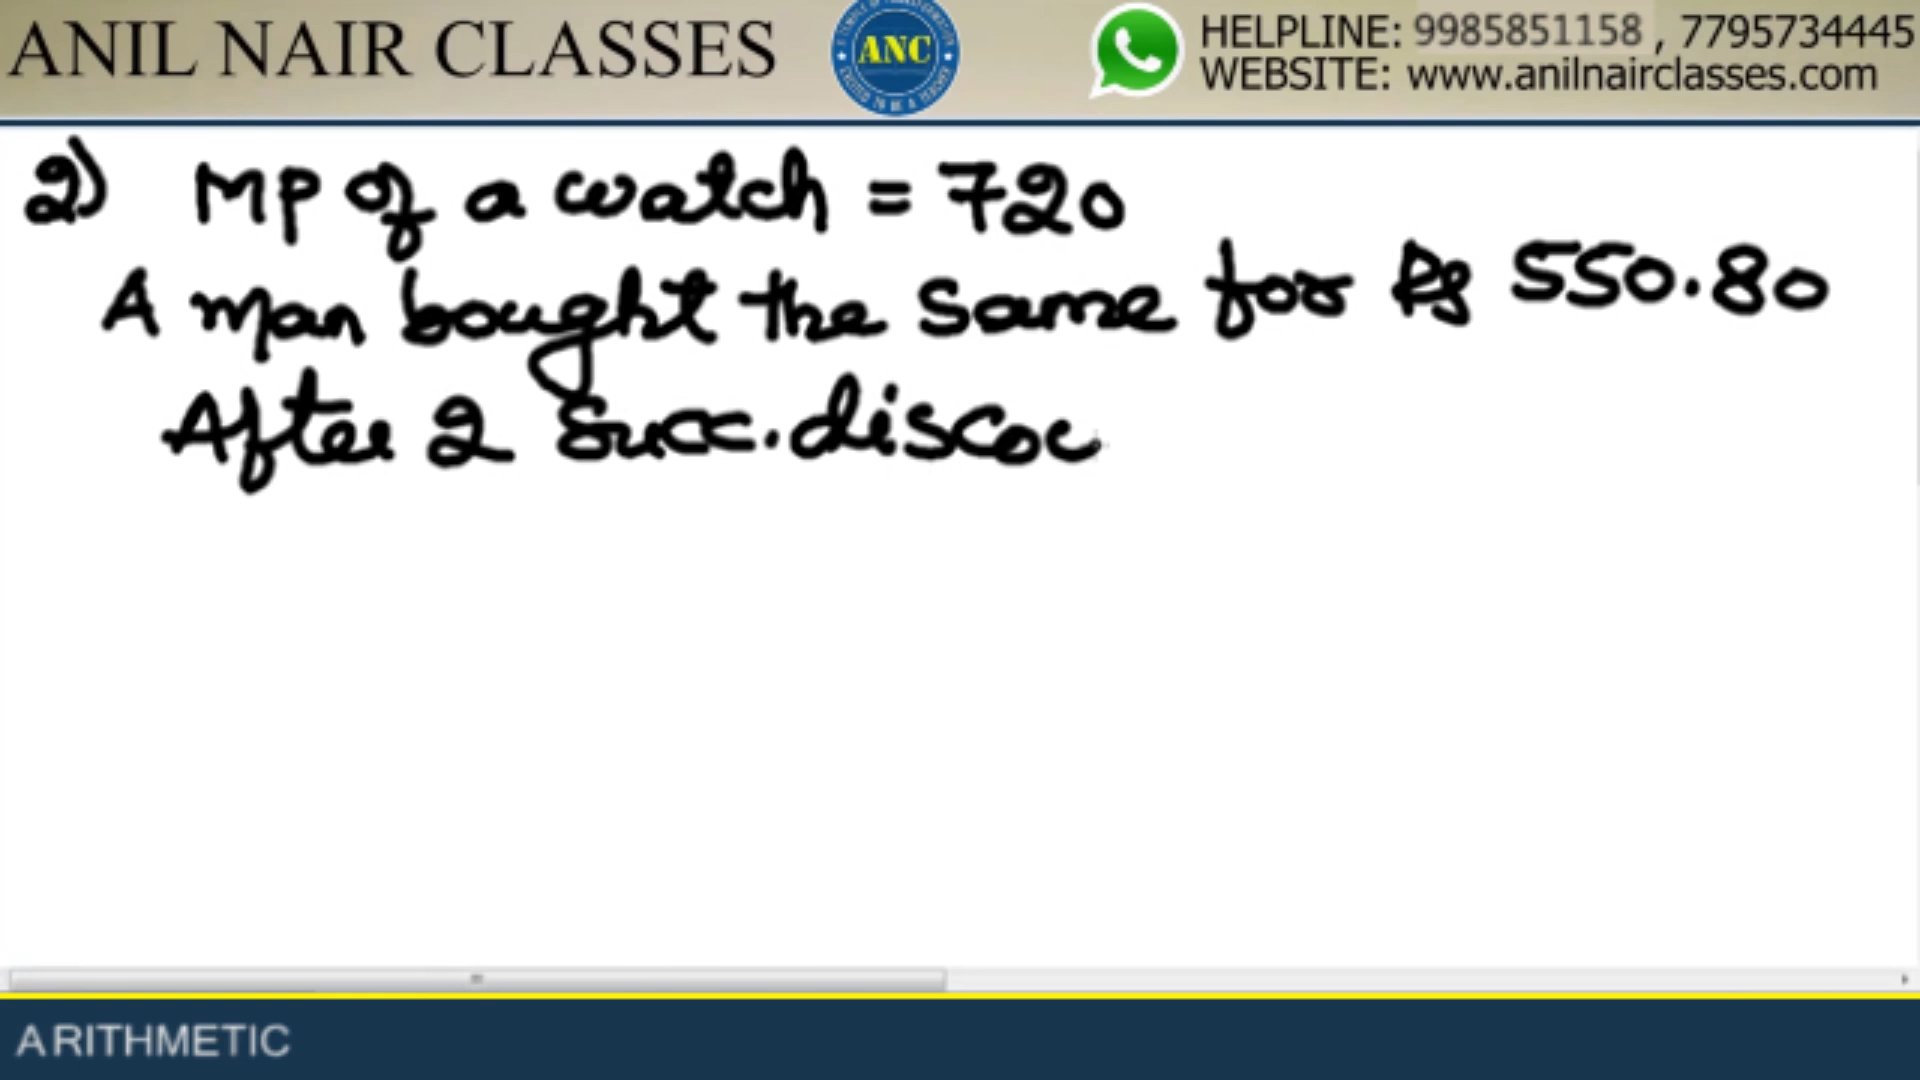 ANIL NAIR CLASSES
ANC
HELPLINE: 9985851158 , 7795734445
WEBSITE: www.anilnairclasses.com
2) MP of a watch = 720
A man bought the same for Rs 550.80
After 2 succ. discou
ARITHMETIC